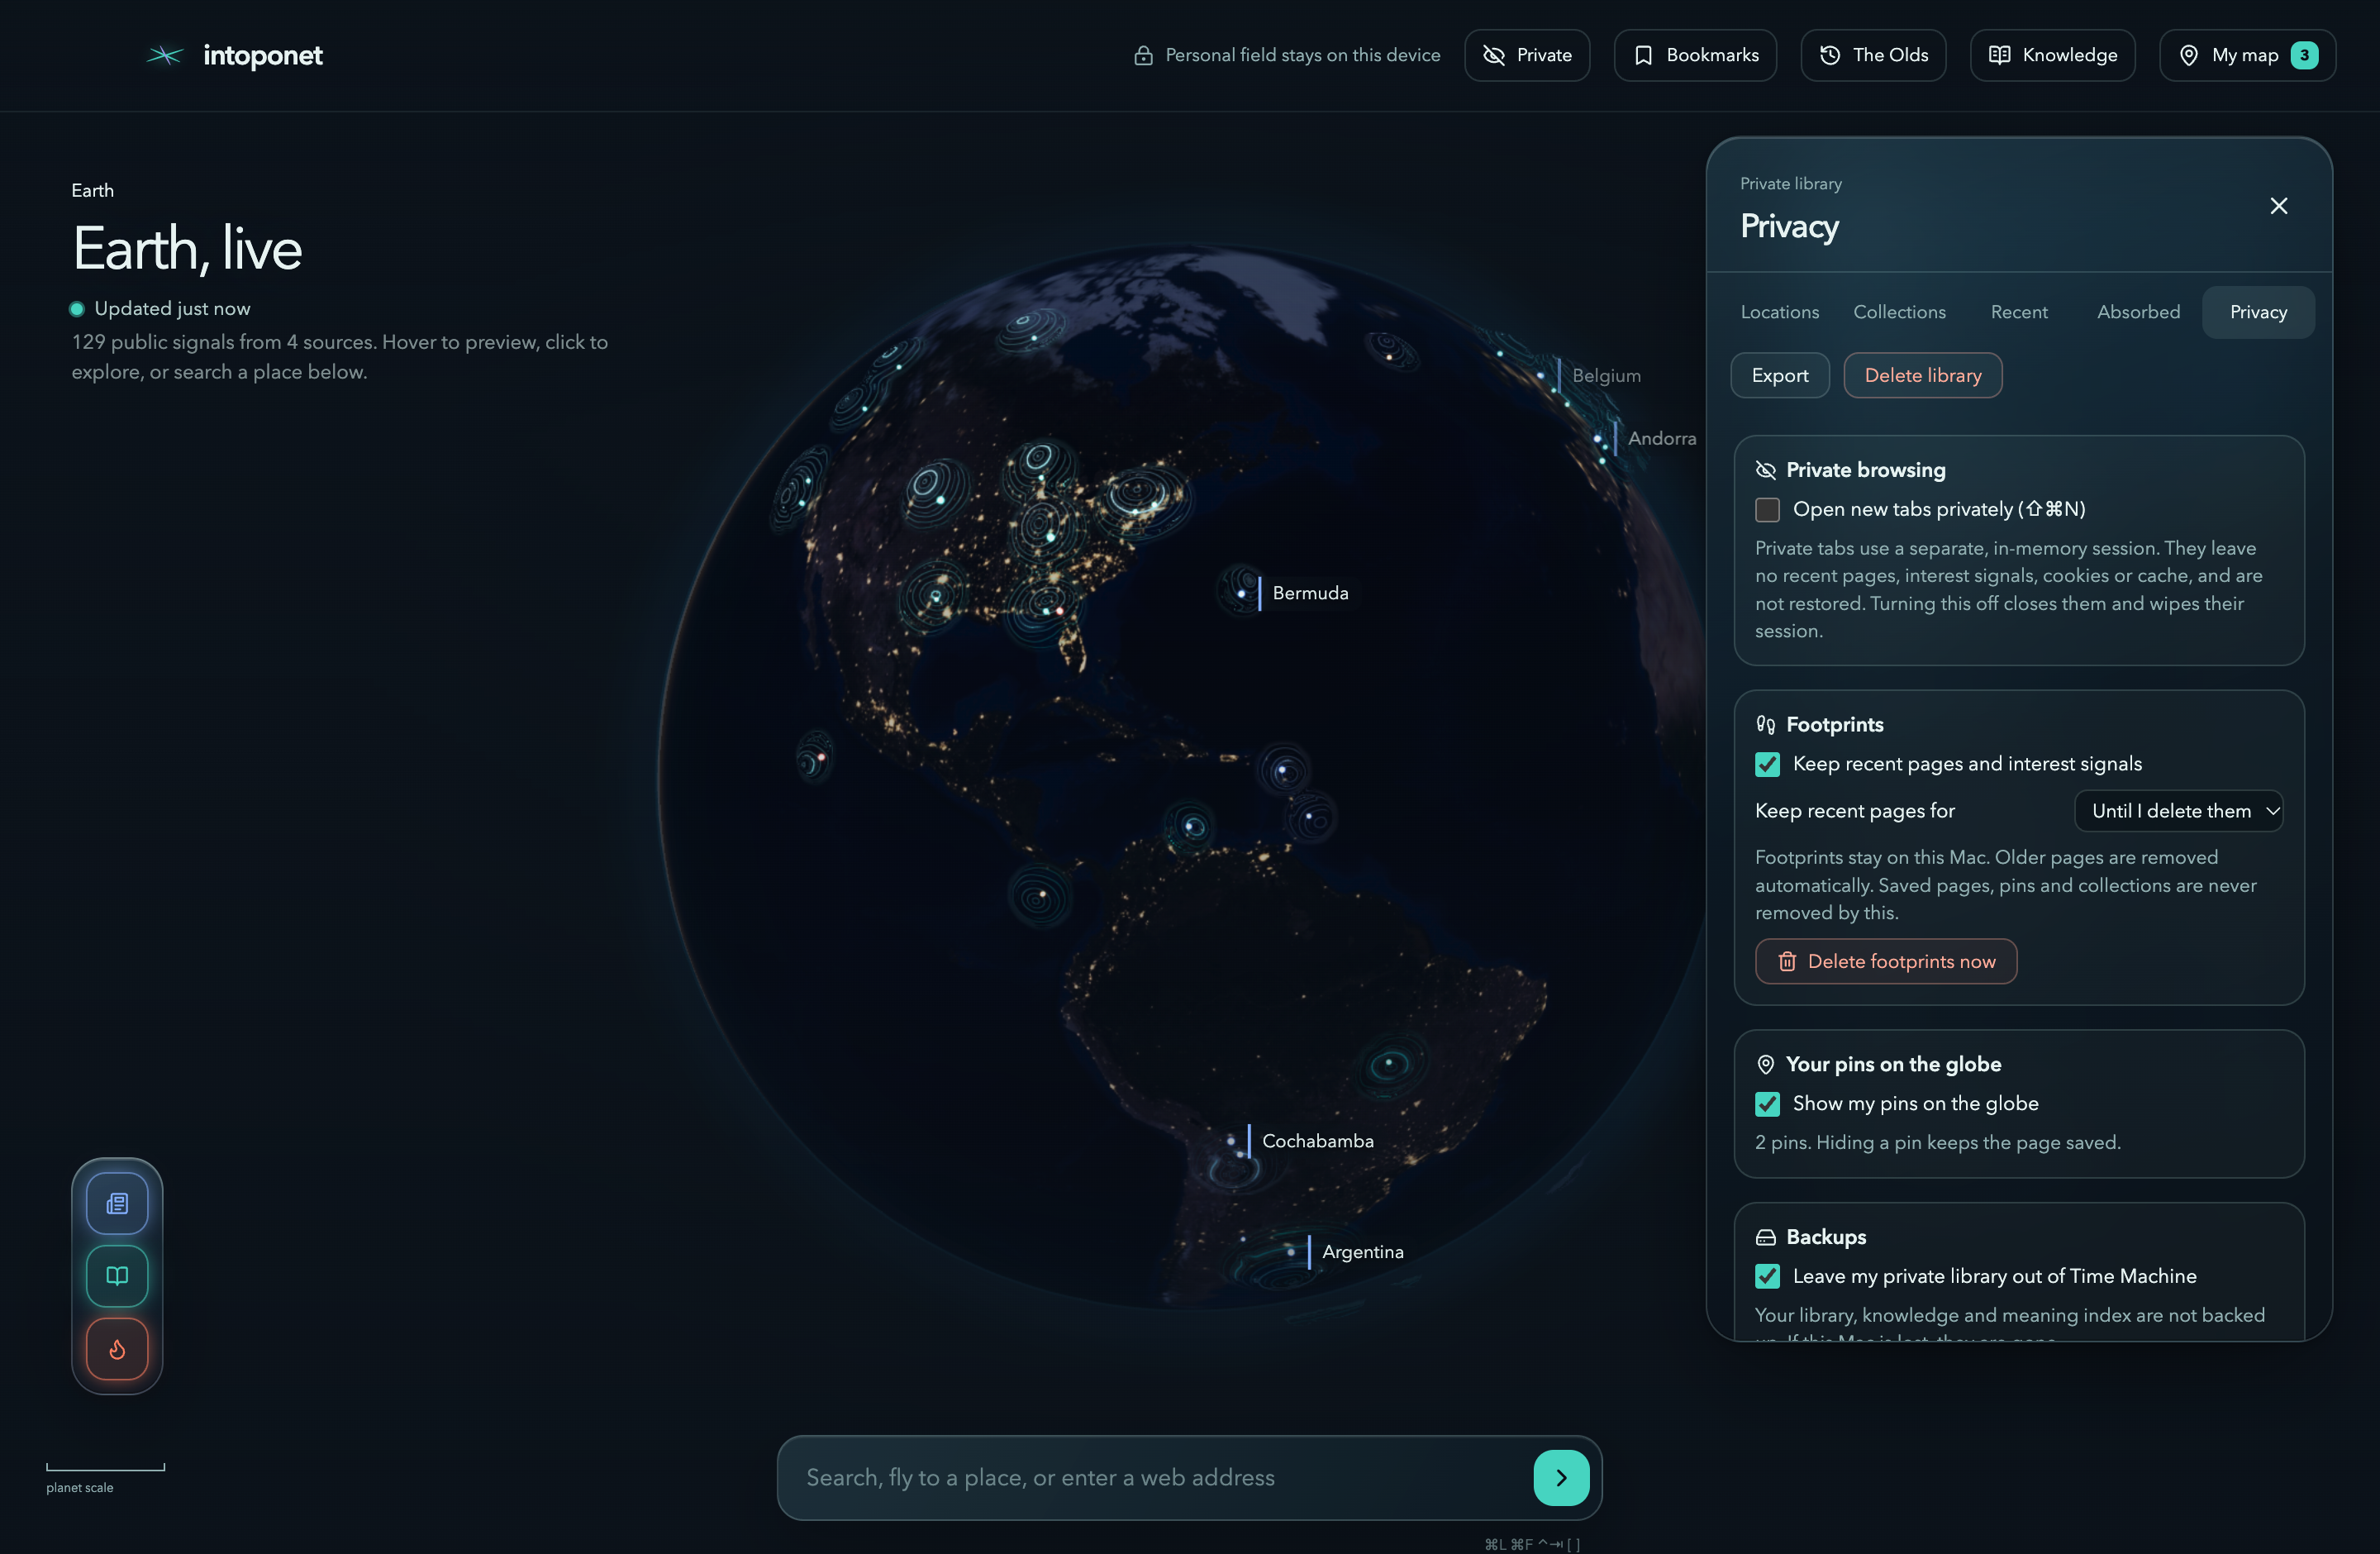 intoponet
Personal field stays on this device
Private
Bookmarks
The Olds
Knowledge
My map 3
Earth
Earth, live
Updated just now
129 public signals from 4 sources. Hover to preview, click to
explore, or search a place below.
Belgium
Andorra
Bermuda
Cochabamba
Argentina
planet scale
Search, fly to a place, or enter a web address
⌘L ⌘F ⌃⇥ [ ]
Private library
Privacy
Locations
Collections
Recent
Absorbed
Privacy
Export
Delete library
Private browsing
Open new tabs privately (⇧⌘N)
Private tabs use a separate, in-memory session. They leave
no recent pages, interest signals, cookies or cache, and are
not restored. Turning this off closes them and wipes their
session.
Footprints
Keep recent pages and interest signals
Keep recent pages for
Until I delete them
Footprints stay on this Mac. Older pages are removed
automatically. Saved pages, pins and collections are never
removed by this.
Delete footprints now
Your pins on the globe
Show my pins on the globe
2 pins. Hiding a pin keeps the page saved.
Backups
Leave my private library out of Time Machine
Your library, knowledge and meaning index are not backed
up. If this Mac is lost, they are gone.